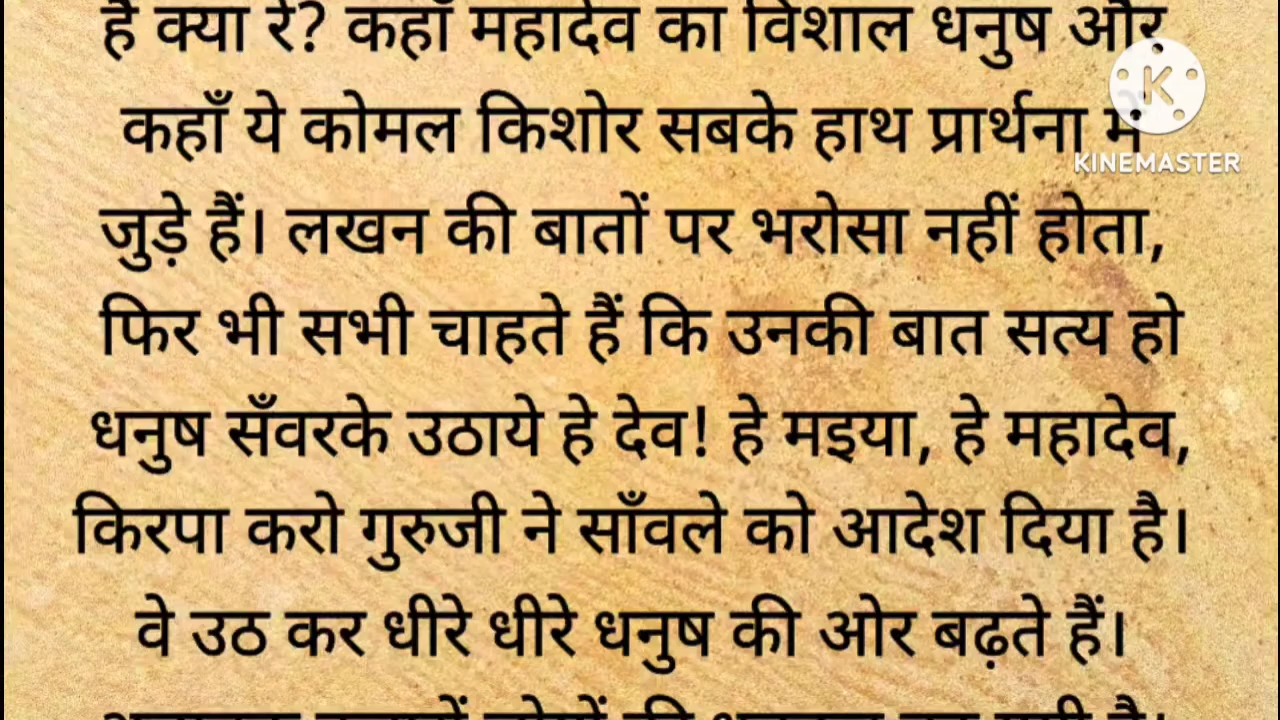 है क्या रे? कहाँ महादेव का विशाल धनुष और
कहाँ ये कोमल किशोर सबके हाथ प्रार्थना में
जुड़े हैं। लखन की बातों पर भरोसा नहीं होता,
फिर भी सभी चाहते हैं कि उनकी बात सत्य हो
धनुष सँवरके उठाये हे देव! हे मइया, हे महादेव,
किरपा करो गुरुजी ने साँवले को आदेश दिया है।
वे उठ कर धीरे धीरे धनुष की ओर बढ़ते हैं।
K
KINEMASTER